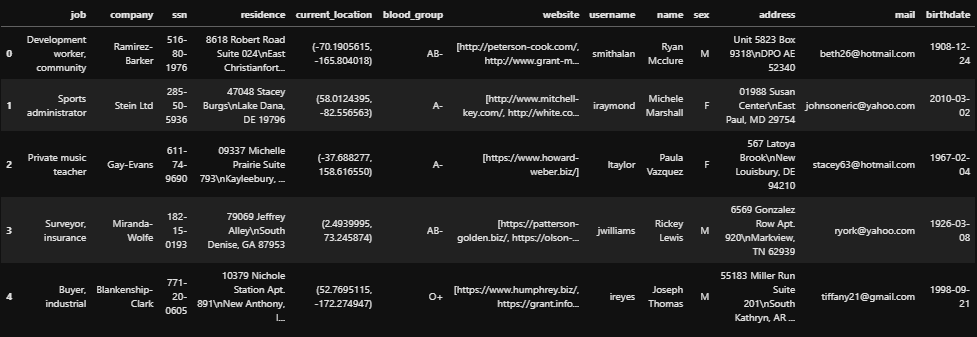 job
company
ssn
residence
current_location
blood_group
website
username
name
sex
address
mail
birthdate
0
Development
worker,
community
Ramirez-
Barker
516-
80-
1976
8618 Robert Road
Suite 024\nEast
Christianfort...
(-70.1905615,
-165.804018)
AB-
[http://peterson-cook.com/,
http://www.grant-m...
smithalan
Ryan
Mcclure
M
Unit 5823 Box
9318\nDPO AE
52340
beth26@hotmail.com
1908-12-
24
1
Sports
administrator
Stein Ltd
285-
50-
5936
47048 Stacey
Burgs\nLake Dana,
DE 19796
(58.0124395,
-82.556563)
A-
[http://www.mitchell-
key.com/, http://white.co...
iraymond
Michele
Marshall
F
01988 Susan
Center\nEast
Paul, MD 29754
johnsoneric@yahoo.com
2010-03-
02
2
Private music
teacher
Gay-Evans
611-
74-
9690
09337 Michelle
Prairie Suite
793\nKayleebury, ...
(-37.688277,
158.616550)
A-
[https://www.howard-
weber.biz/]
ltaylor
Paula
Vazquez
F
567 Latoya
Brook\nNew
Louisbury, DE
94210
stacey63@hotmail.com
1967-02-
04
3
Surveyor,
insurance
Miranda-
Wolfe
182-
15-
0193
79069 Jeffrey
Alley\nSouth
Denise, GA 87953
(2.4939995,
73.245874)
AB-
[https://patterson-
golden.biz/, https://olson-...
jwilliams
Rickey
Lewis
M
6569 Gonzalez
Row Apt.
920\nMarkview,
TN 62939
ryork@yahoo.com
1926-03-
08
4
Buyer,
industrial
Blankenship-
Clark
771-
20-
0605
10379 Nichole
Station Apt.
891\nNew Anthony,
I...
(52.7695115,
-172.274947)
O+
[https://www.humphrey.biz/,
https://grant.info...
ireyes
Joseph
Thomas
M
55183 Miller Run
Suite
201\nSouth
Kathryn, AR ...
tiffany21@gmail.com
1998-09-
21